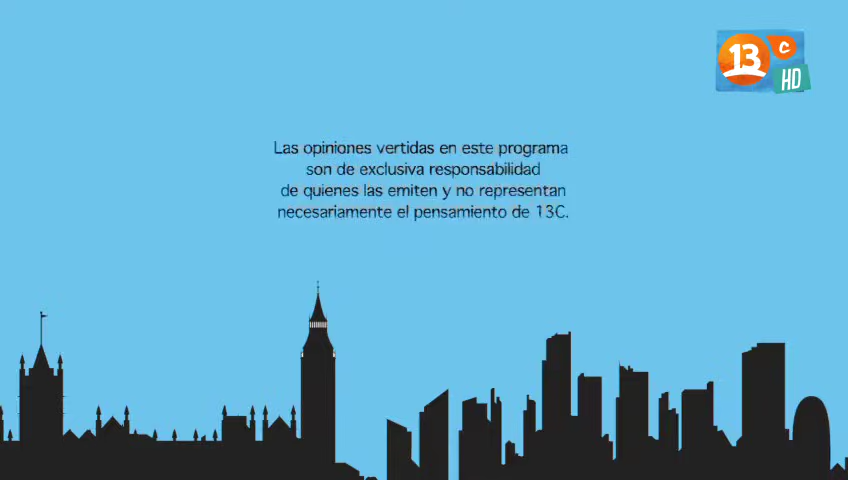 13 C
HD
Las opiniones vertidas en este programa
son de exclusiva responsabilidad
de quienes las emiten y no representan
necesariamente el pensamiento de 13C.